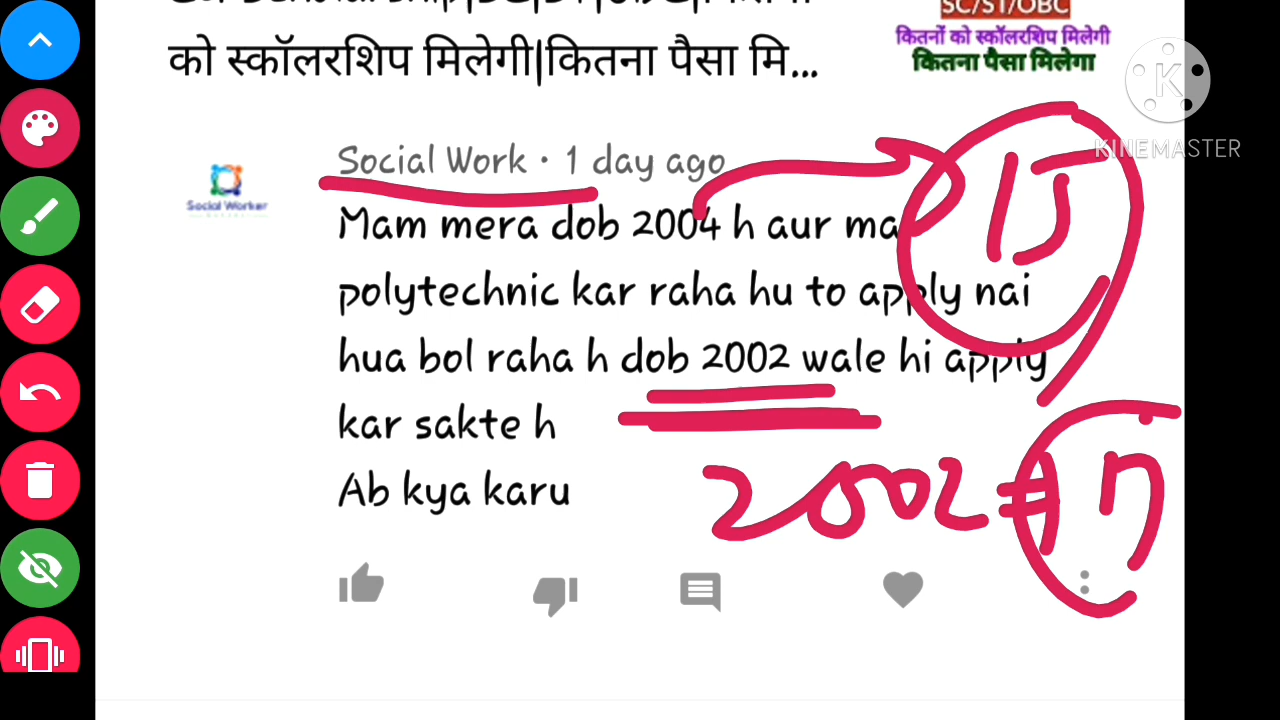 SC/ST/OBC
को स्कॉलरशिप मिलेगी|कितना पैसा मि...
कितनों को स्कॉलरशिप मिलेगी
कितना पैसा मिलेगा
K
KINEMASTER
Social Work · 1 day ago
Social Worker
15
Mam mera dob 2004 h aur ma
polytechnic kar raha hu to apply nai
hua bol raha h dob 2002 wale hi apply
kar sakte h
Ab kya karu
2002 = 17